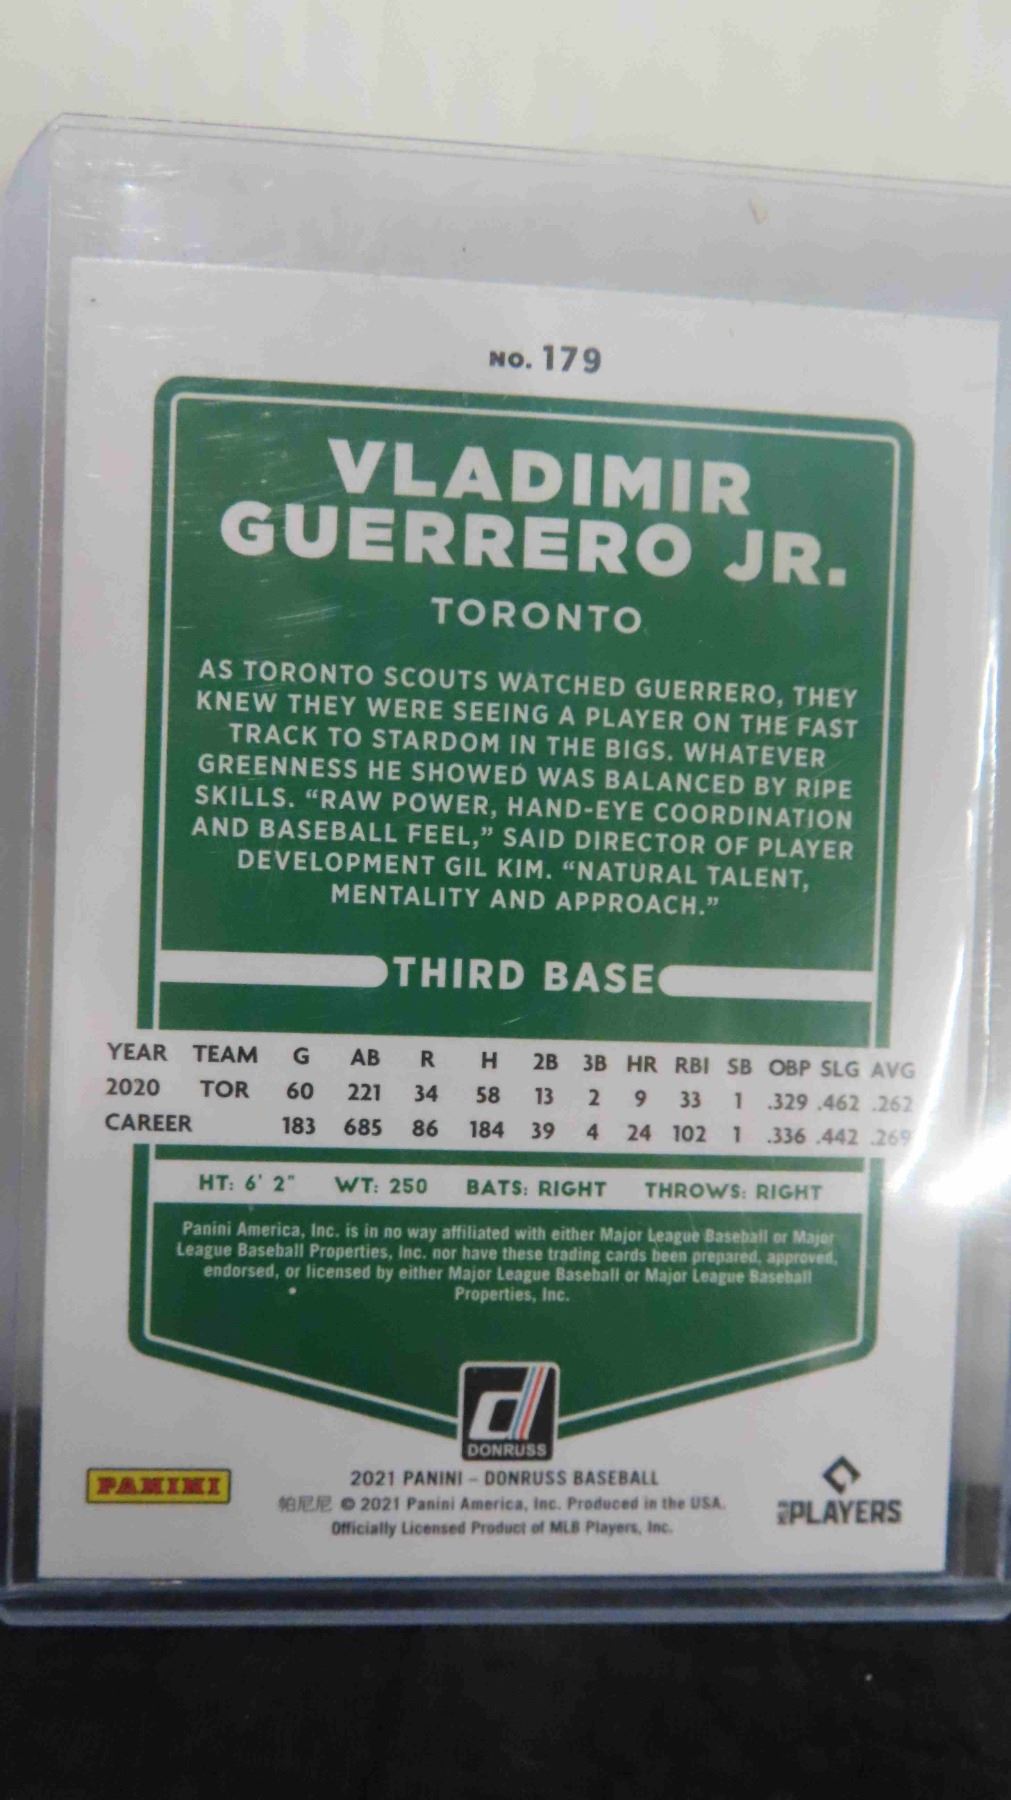 NO. 179
VLADIMIR
GUERRERO JR.
TORONTO
AS TORONTO SCOUTS WATCHED GUERRERO, THEY
KNEW THEY WERE SEEING A PLAYER ON THE FAST
TRACK TO STARDOM IN THE BIGS. WHATEVER
GREENNESS HE SHOWED WAS BALANCED BY RIPE
SKILLS. “RAW POWER, HAND-EYE COORDINATION
AND BASEBALL FEEL,” SAID DIRECTOR OF PLAYER
DEVELOPMENT GIL KIM. “NATURAL TALENT,
MENTALITY AND APPROACH.”
THIRD BASE
YEAR TEAM G AB R H 2B 3B HR RBI SB OBP SLG AVG
2020 TOR 60 221 34 58 13 2 9 33 1 .329 .462 .262
CAREER 183 685 86 184 39 4 24 102 1 .336 .442 .269
HT: 6' 2" WT: 250 BATS: RIGHT THROWS: RIGHT
Panini America, Inc. is in no way affiliated with either Major League Baseball or Major
League Baseball Properties, Inc. nor have these trading cards been prepared, approved,
endorsed, or licensed by either Major League Baseball or Major League Baseball
Properties, Inc.
DONRUSS
PANINI
2021 PANINI – DONRUSS BASEBALL
帕尼尼 © 2021 Panini America, Inc. Produced in the USA.
Officially Licensed Product of MLB Players, Inc.
MLB PLAYERS